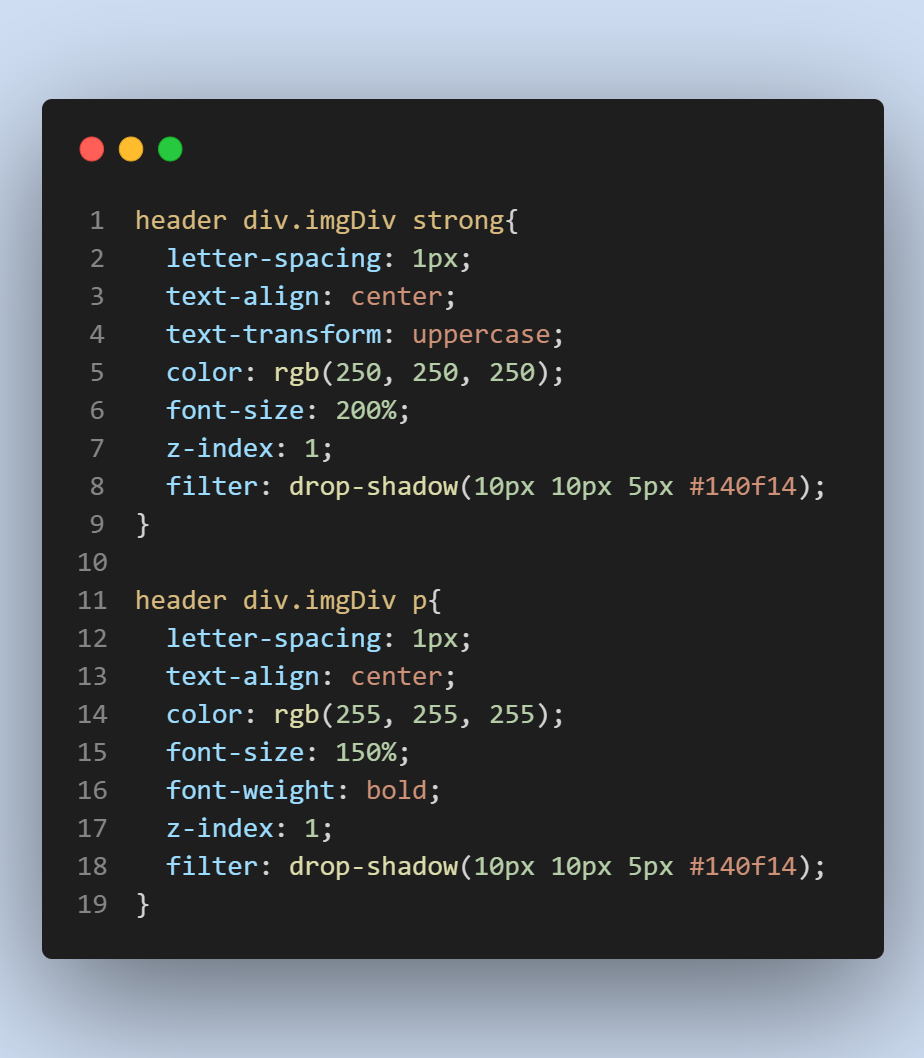 1 header div.imgDiv strong{
2   letter-spacing: 1px;
3   text-align: center;
4   text-transform: uppercase;
5   color: rgb(250, 250, 250);
6   font-size: 200%;
7   z-index: 1;
8   filter: drop-shadow(10px 10px 5px #140f14);
9 }
10
11 header div.imgDiv p{
12   letter-spacing: 1px;
13   text-align: center;
14   color: rgb(255, 255, 255);
15   font-size: 150%;
16   font-weight: bold;
17   z-index: 1;
18   filter: drop-shadow(10px 10px 5px #140f14);
19 }